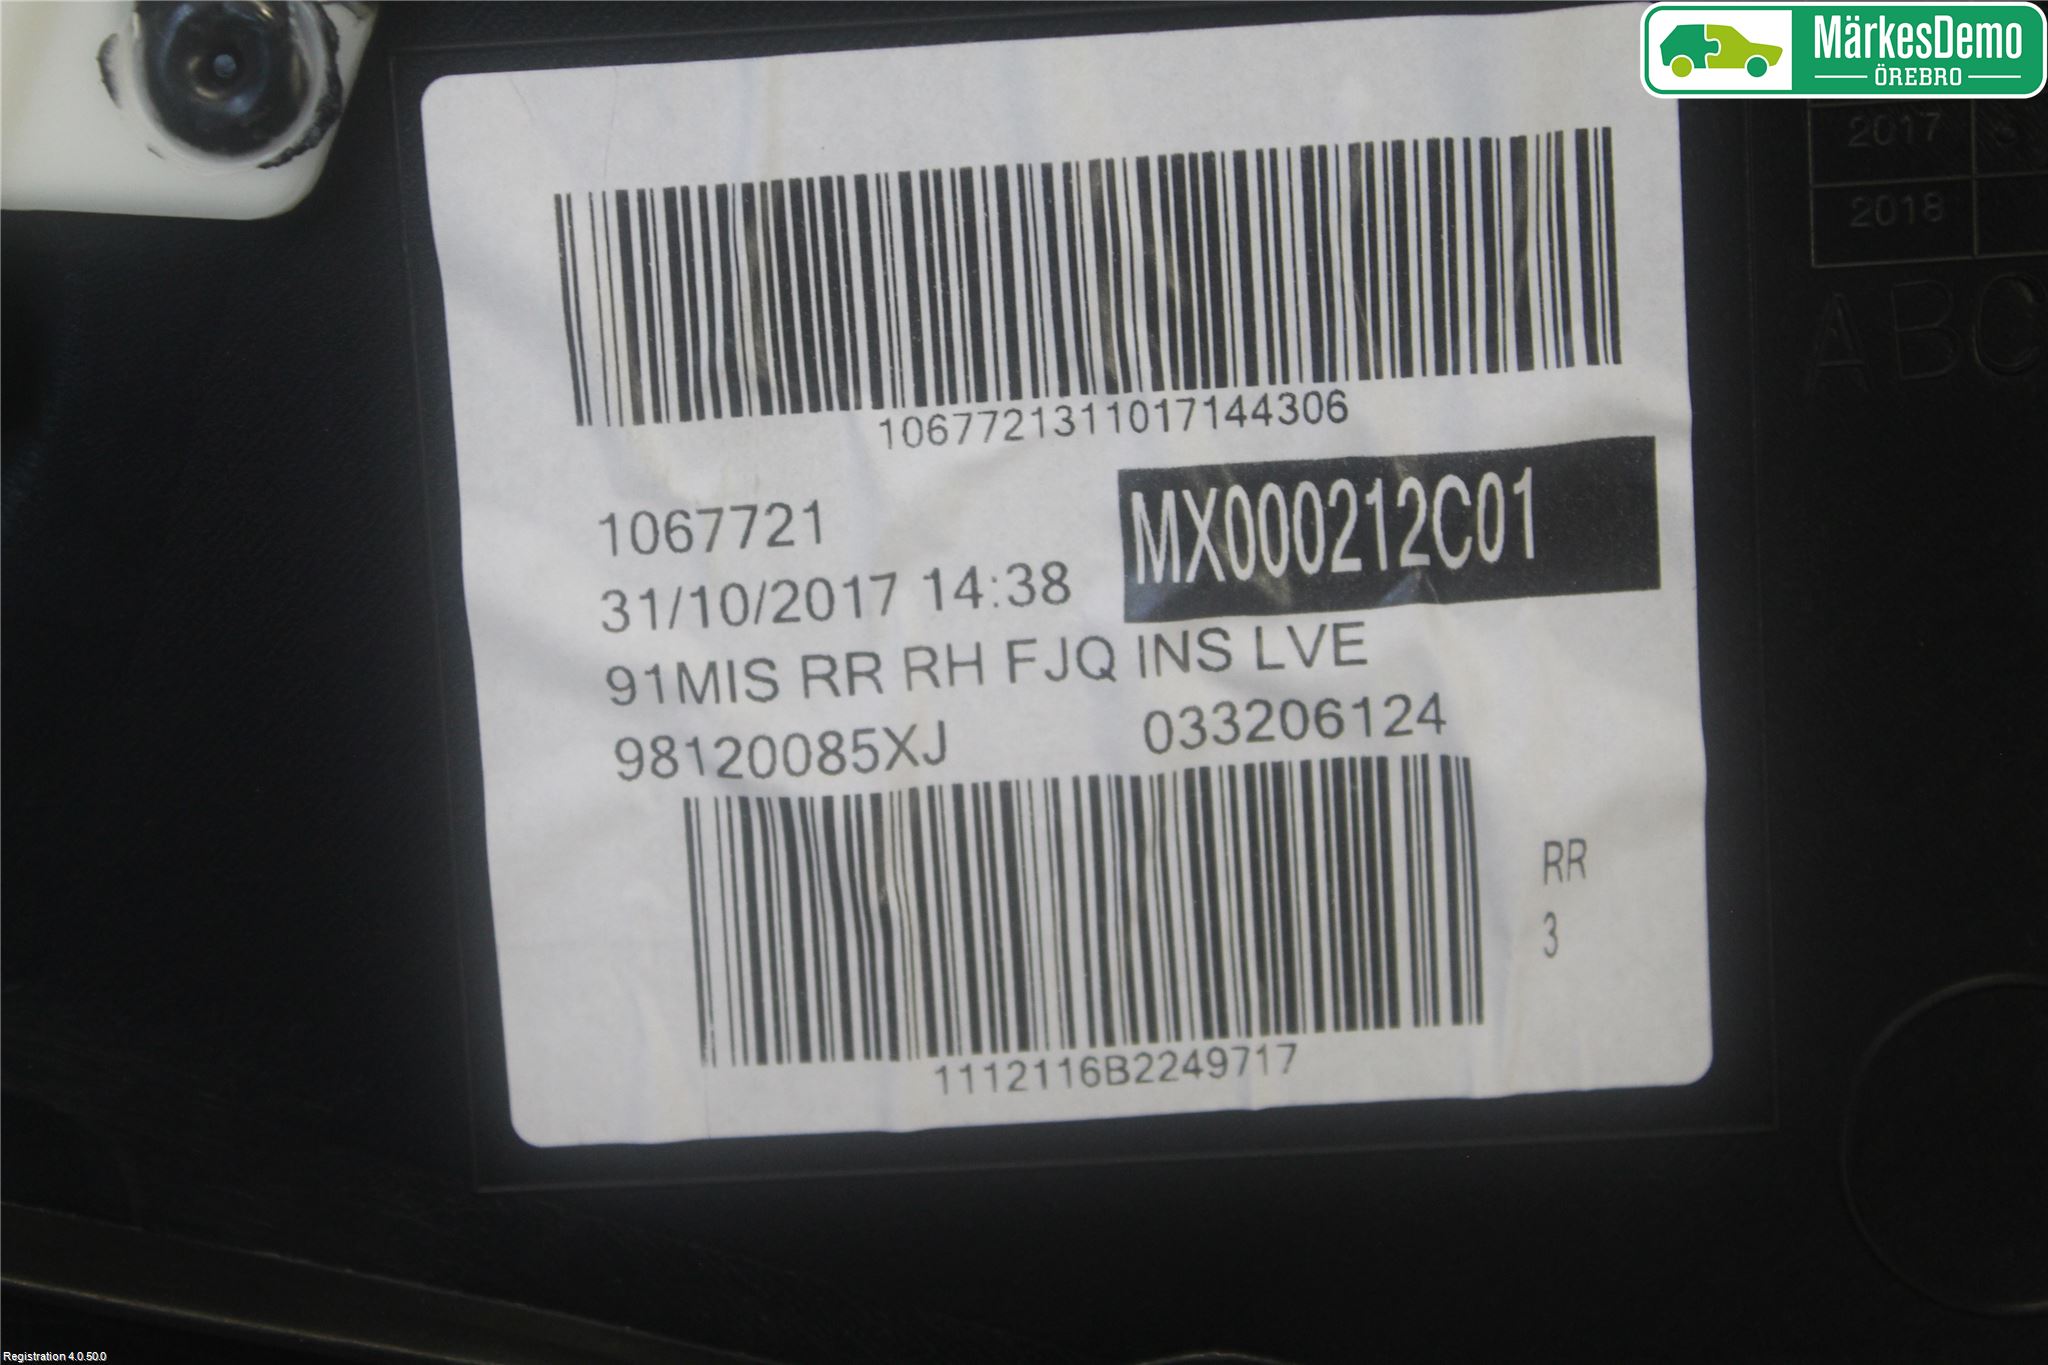 MärkesDemo
ÖREBRO
2017
2018
ABC
1067721311017144306
1067721
MX000212C01
31/10/2017 14:38
91MIS RR RH FJQ INS LVE
98120085XJ 033206124
RR
3
1112116B2249717
Registration 4.0.50.0